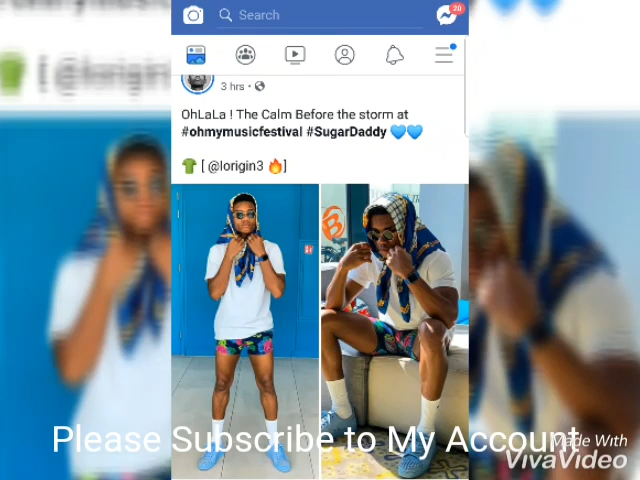 Search
20
3 hrs •
OhLaLa ! The Calm Before the storm at
#ohmymusicfestival #SugarDaddy
[ @lorigin3 ]
Please Subscribe to My Account
Made With
VivaVideo